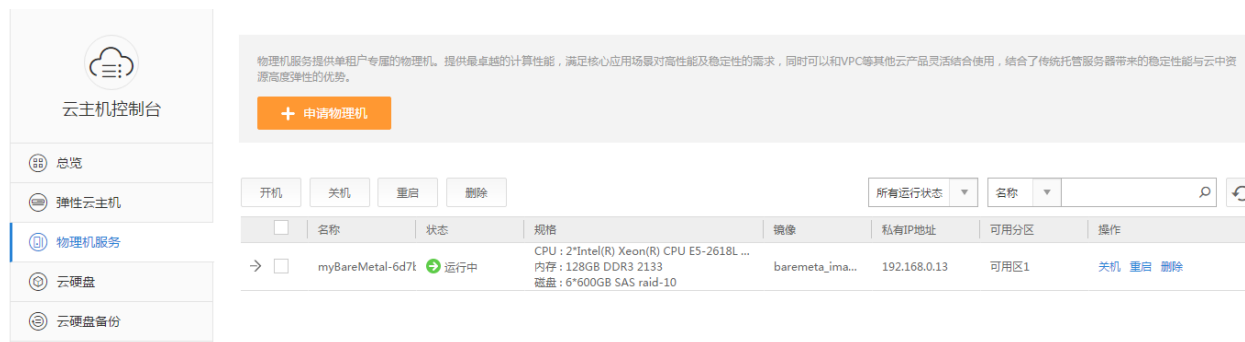 云主机控制台
总览
弹性云主机
物理机服务
云硬盘
云硬盘备份
物理机服务提供单租户专属的物理机。提供最卓越的计算性能，满足核心应用场景对高性能及稳定性的需求，同时可以和VPC等其他云产品灵活结合使用，结合了传统托管服务器带来的稳定性能与云中资
源高度弹性的优势。
+ 申请物理机
开机 关机 重启 删除 所有运行状态 名称
名称 状态 规格 镜像 私有IP地址 可用分区 操作
CPU : 2*Intel(R) Xeon(R) CPU E5-2618L ...
myBareMetal-6d7b 运行中 内存 : 128GB DDR3 2133 baremeta_ima... 192.168.0.13 可用区1 关机 重启 删除
磁盘 : 6*600GB SAS raid-10